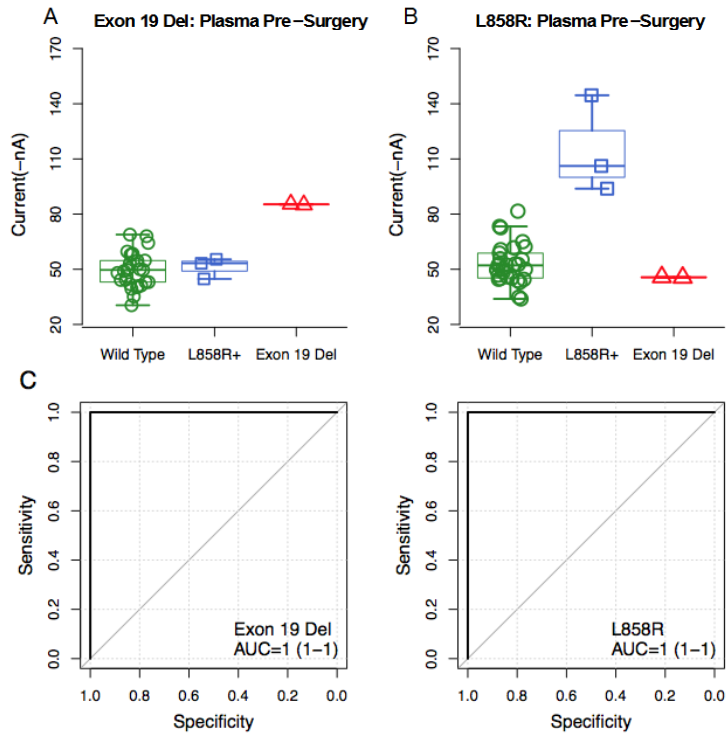 A Exon 19 Del: Plasma Pre−Surgery
Current(−nA)
170
140
110
80
50
20
Wild Type L858R+ Exon 19 Del
B L858R: Plasma Pre−Surgery
Current(−nA)
170
140
110
80
50
20
Wild Type L858R+ Exon 19 Del
C
Sensitivity
1.0
0.8
0.6
0.4
0.2
0.0
Exon 19 Del
AUC=1 (1−1)
1.0 0.8 0.6 0.4 0.2 0.0
Specificity
Sensitivity
1.0
0.8
0.6
0.4
0.2
0.0
L858R
AUC=1 (1−1)
1.0 0.8 0.6 0.4 0.2 0.0
Specificity